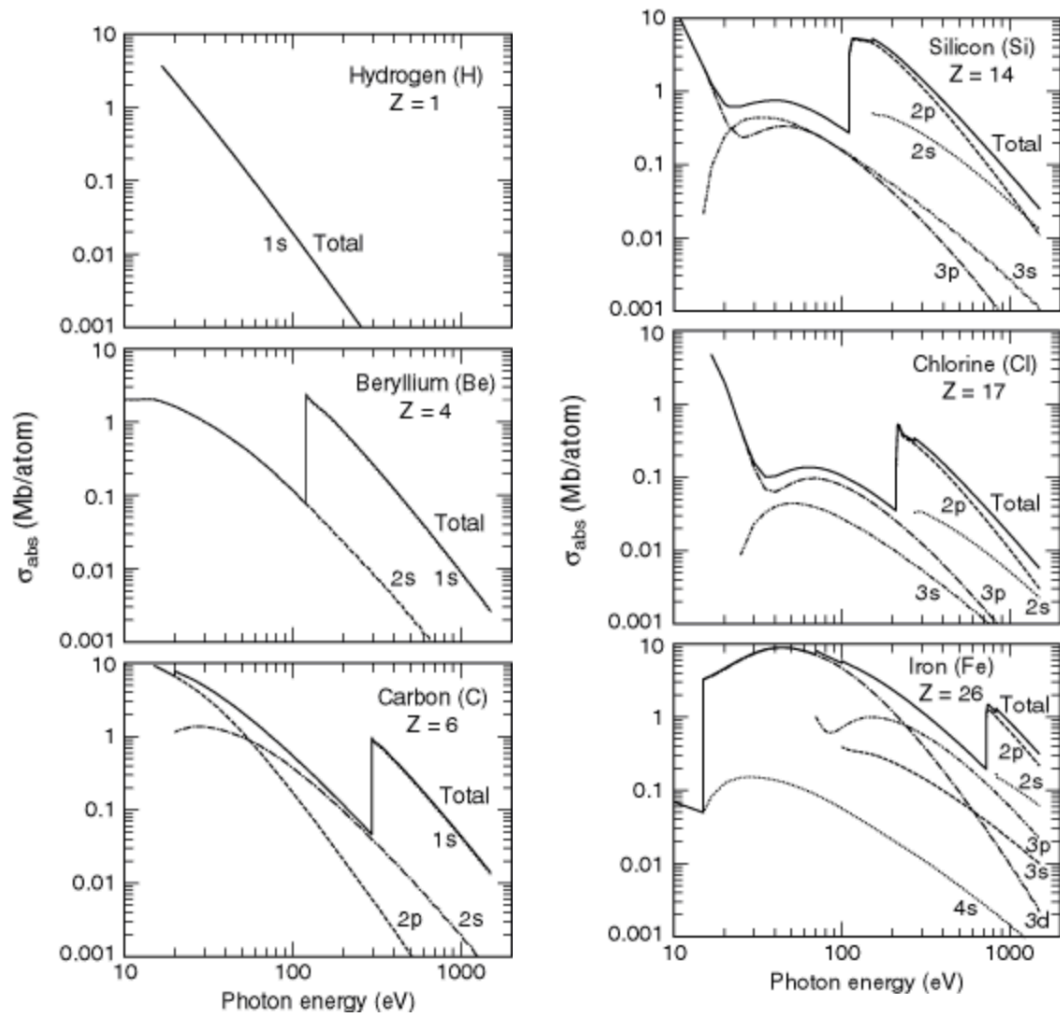 10
1
0.1
0.01
0.001
Hydrogen (H)
Z = 1
1s
Total
10
1
0.1
0.01
0.001
Beryllium (Be)
Z = 4
Total
2s
1s
σabs (Mb/atom)
10
1
0.1
0.01
0.001
Carbon (C)
Z = 6
Total
1s
2p
2s
10
100
1000
Photon energy (eV)
10
1
0.1
0.01
0.001
Silicon (Si)
Z = 14
2p
Total
2s
3p
3s
1
0.1
0.01
0.001
Chlorine (Cl)
Z = 17
2p
Total
3s
3p
2s
σabs (Mb/atom)
10
1
0.1
0.01
0.001
Iron (Fe)
Z = 26
Total
2p
2s
3p
3s
4s
3d
10
100
1000
Photon energy (eV)